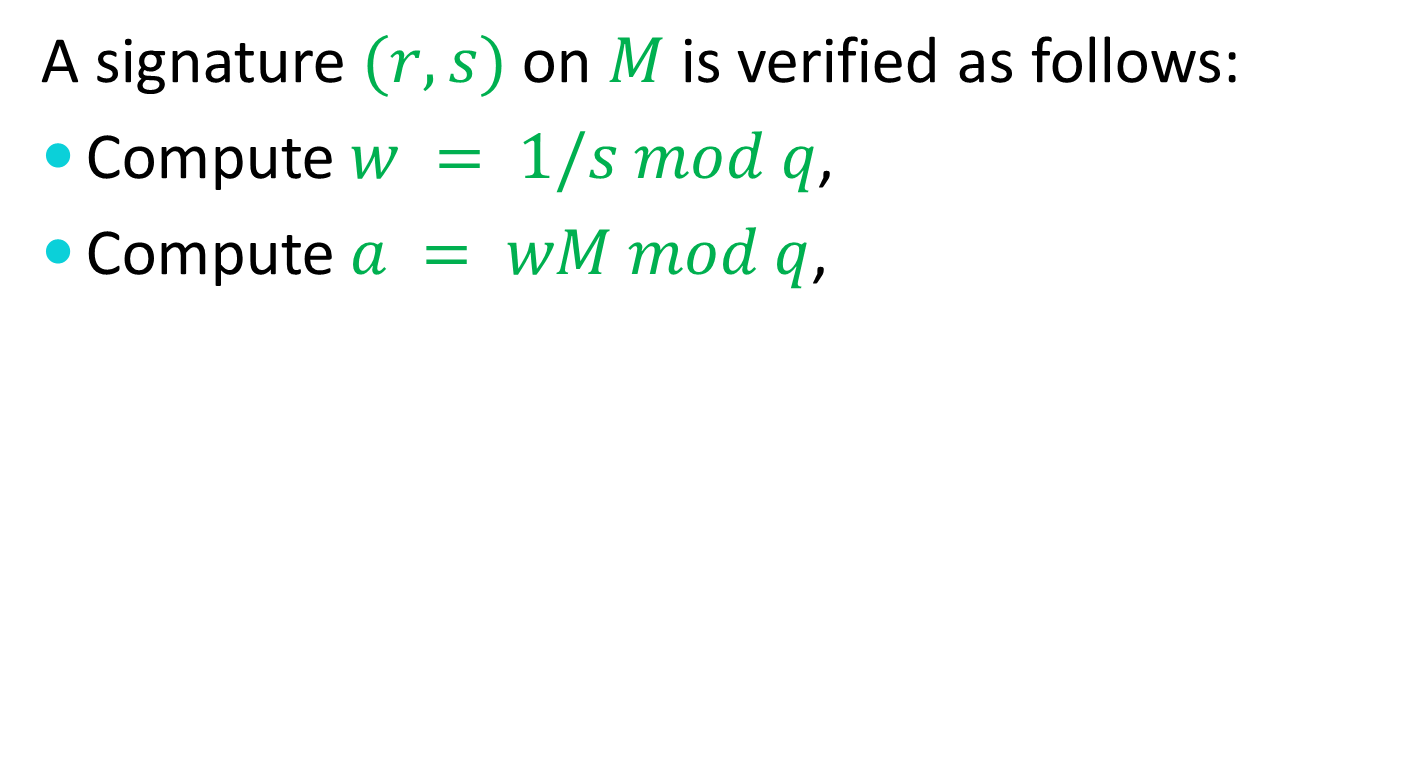 A signature (r, s) on M is verified as follows:
• Compute w = 1/s mod q,
• Compute a = wM mod q,